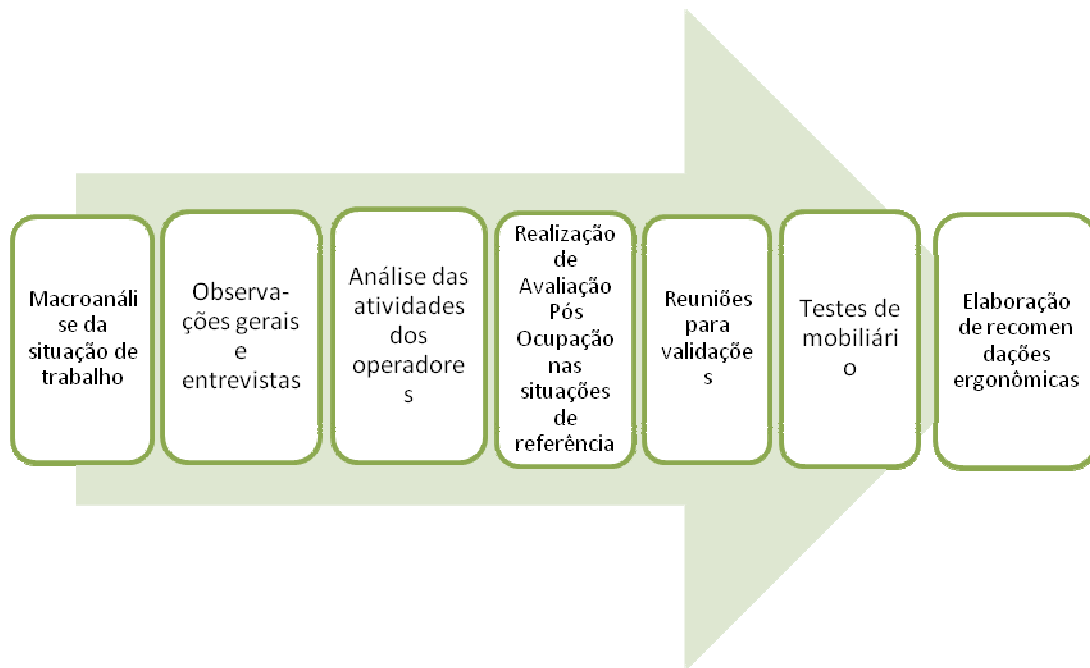 Macroanáli
se da
situação de
trabalho
Observa-
ções gerais
e
entrevistas
Análise das
atividades
dos
operadore
s
Realização
de
Avaliação
Pós
Ocupação
nas
situações
de
referência
Reuniões
para
validaçõe
s
Testes de
mobiliári
o
Elaboração
de recomen
dações
ergonômicas